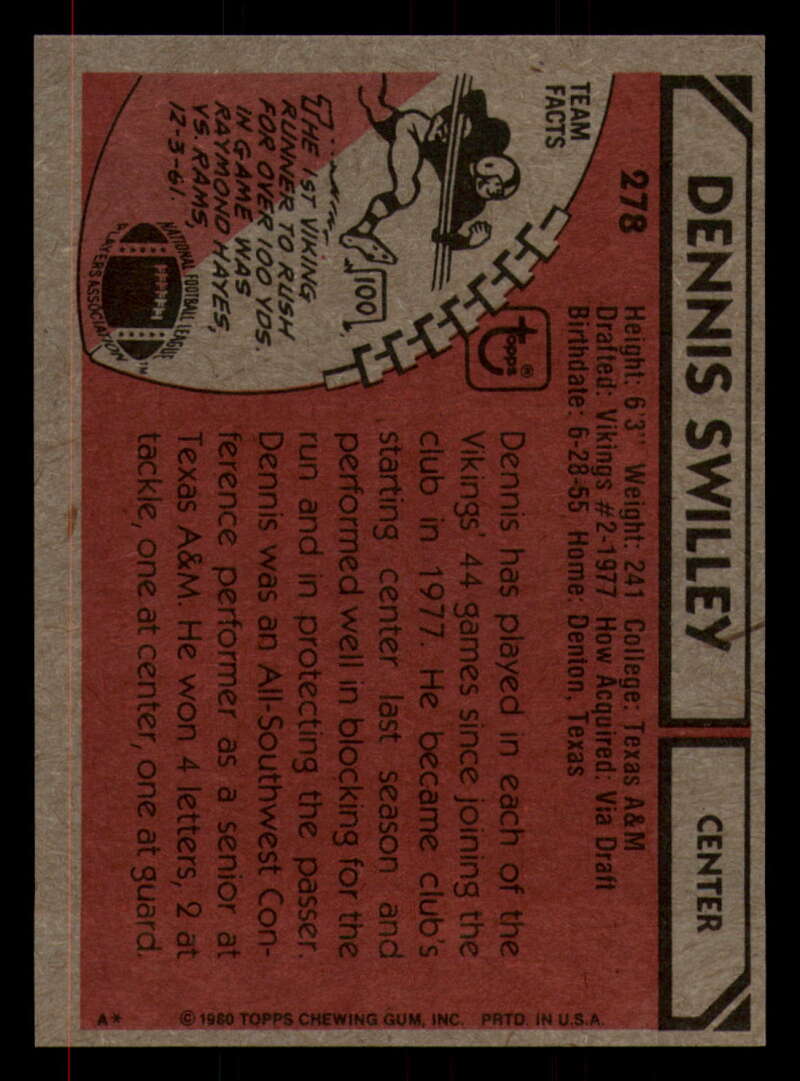 DENNIS SWILLEY
CENTER
278
Height: 6'3" Weight: 241 College: Texas A&M
Drafted: Vikings #2-1977 How Acquired: Via Draft
Birthdate: 6-28-55 Home: Denton, Texas
TEAM
FACTS
100
THE 1ST VIKING
RUNNER TO RUSH
FOR OVER 100 YDS.
IN GAME WAS
RAYMOND HAYES,
VS. RAMS,
12-3-61.
NATIONAL FOOTBALL LEAGUE
PLAYERS ASSOCIATION™
topps®
Dennis has played in each of the
Vikings' 44 games since joining the
club in 1977. He became club's
starting center last season and
performed well in blocking for the
run and in protecting the passer.
Dennis was an All-Southwest Con-
ference performer as a senior at
Texas A&M. He won 4 letters, 2 at
tackle, one at center, one at guard.
A* © 1980 TOPPS CHEWING GUM, INC. PRTD. IN U.S.A.